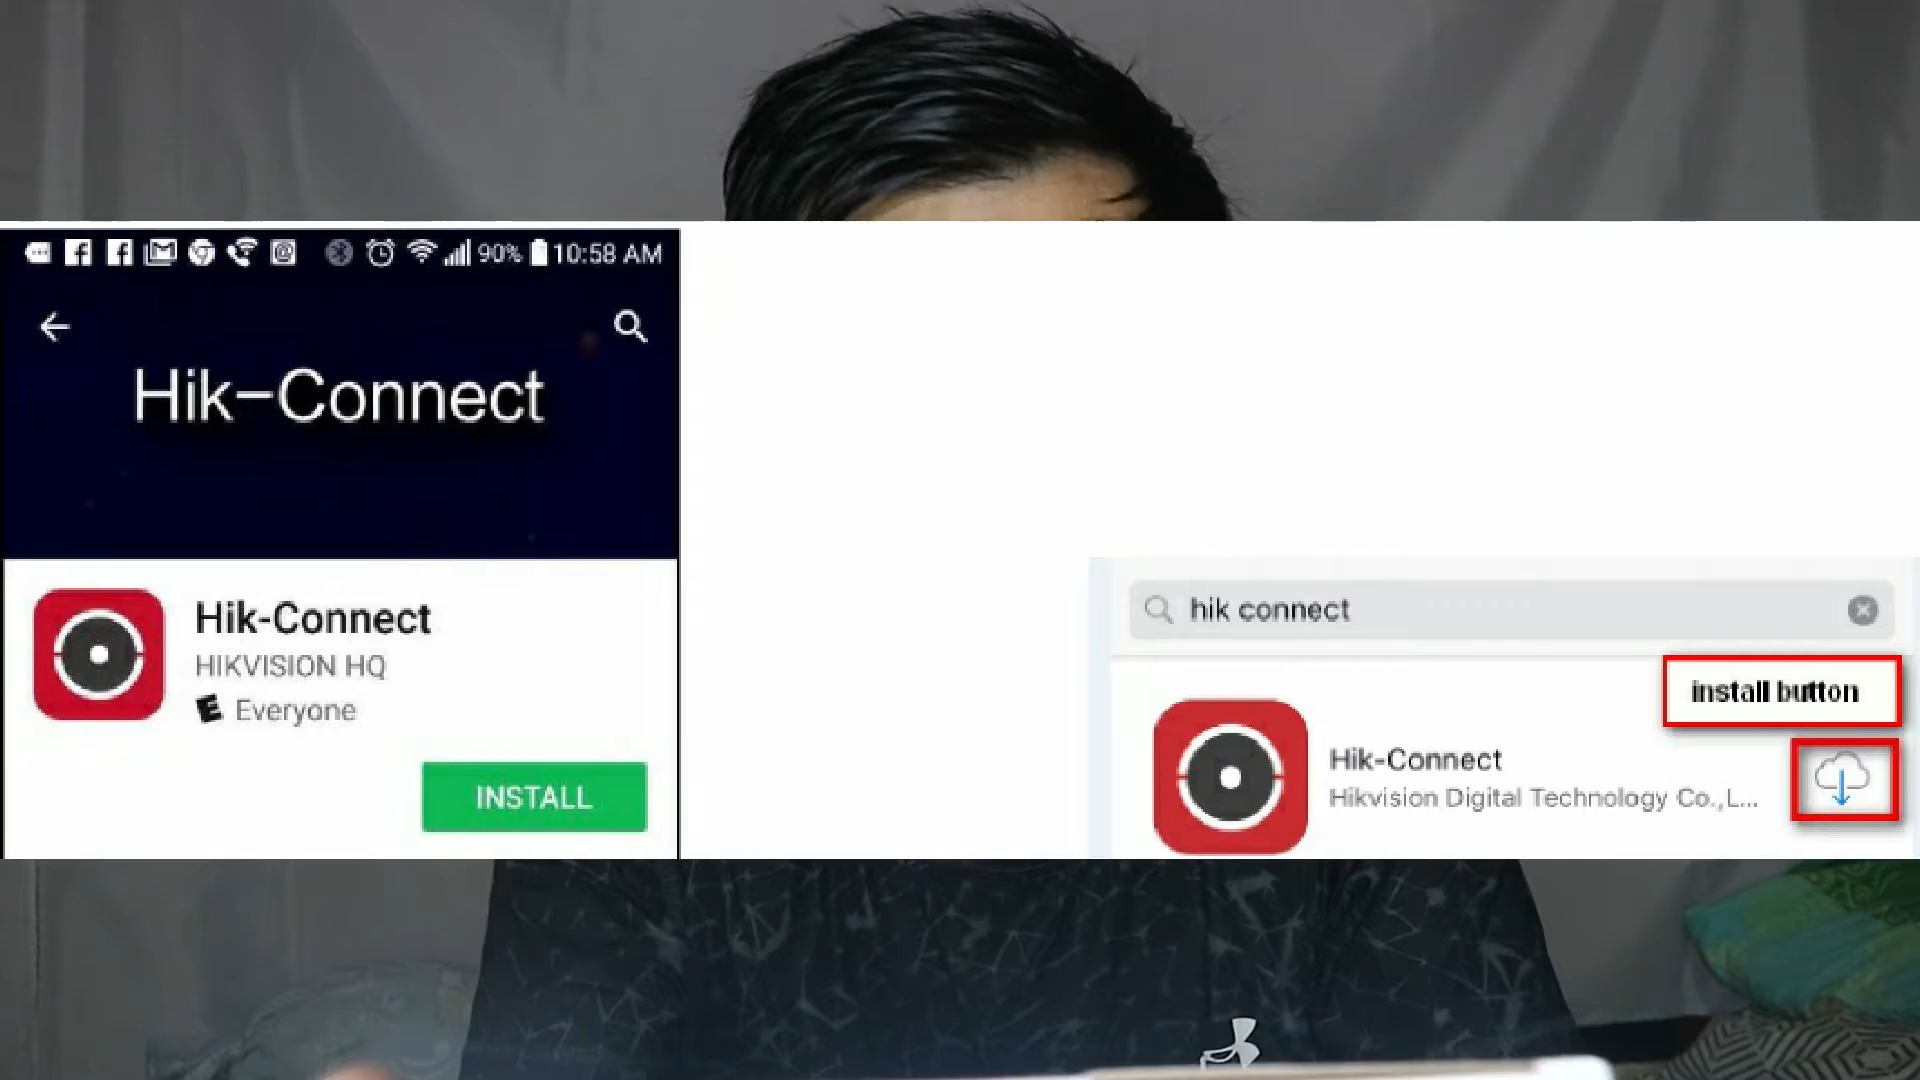 90% 10:58 AM
Hik-Connect
Hik-Connect
HIKVISION HQ
Everyone
INSTALL
hik connect
install button
Hik-Connect
Hikvision Digital Technology Co.,L...